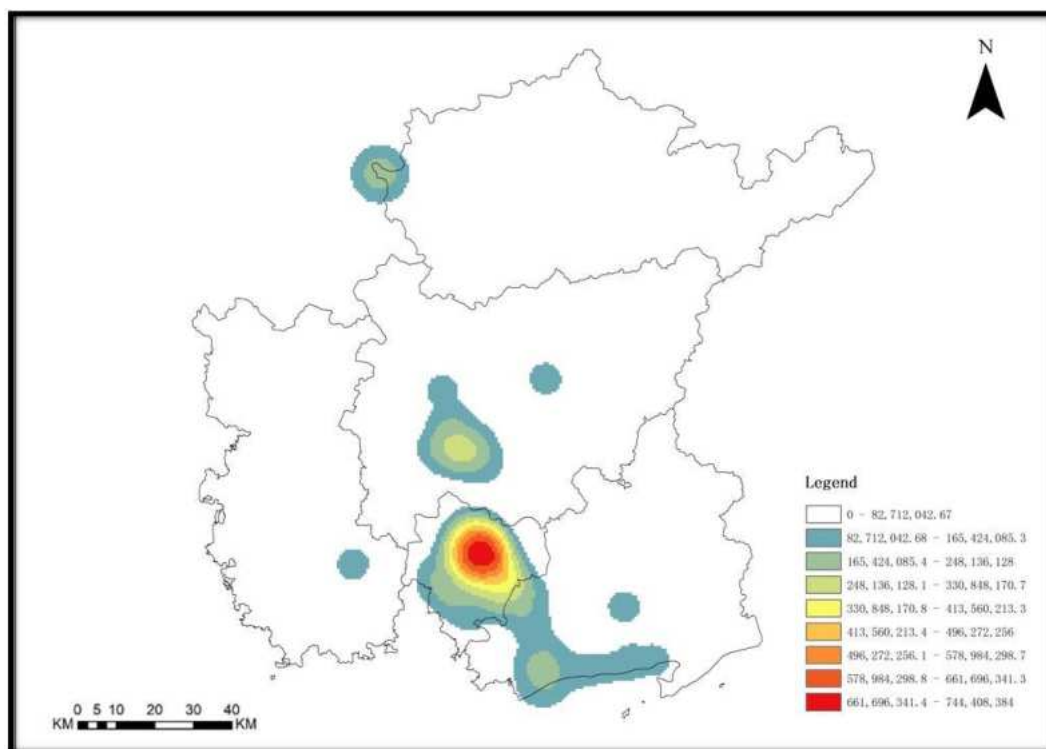 N
Legend
0 - 82,712,042.67
82,712,042.68 - 165,424,085.3
165,424,085.4 - 248,136,128
248,136,128.1 - 330,848,170.7
330,848,170.8 - 413,560,213.3
413,560,213.4 - 496,272,256
496,272,256.1 - 578,984,298.7
578,984,298.8 - 661,696,341.3
661,696,341.4 - 744,408,384
0 5 10 20 30 40
KM KM